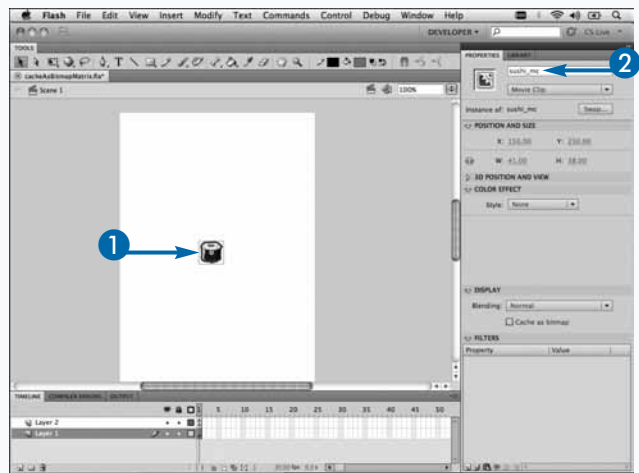 Flash File Edit View Insert Modify Text Commands Control Debug Window Help
DEVELOPER
CS Live
TOOLS
cacheAsBitmapMatrix.fla*
Scene 1
100%
PROPERTIES LIBRARY
sushi_mc
2
Movie Clip
Instance of: sushi_mc Swap...
POSITION AND SIZE
X: 150.00 Y: 230.00
W: 41.00 H: 38.00
3D POSITION AND VIEW
COLOR EFFECT
Style: None
1
DISPLAY
Blending: Normal
Cache as bitmap
FILTERS
Property Value
TIMELINE COMPILER ERRORS OUTPUT
1 5 10 15 20 25 30 35 40 45 50
Layer 2
Layer 1
1